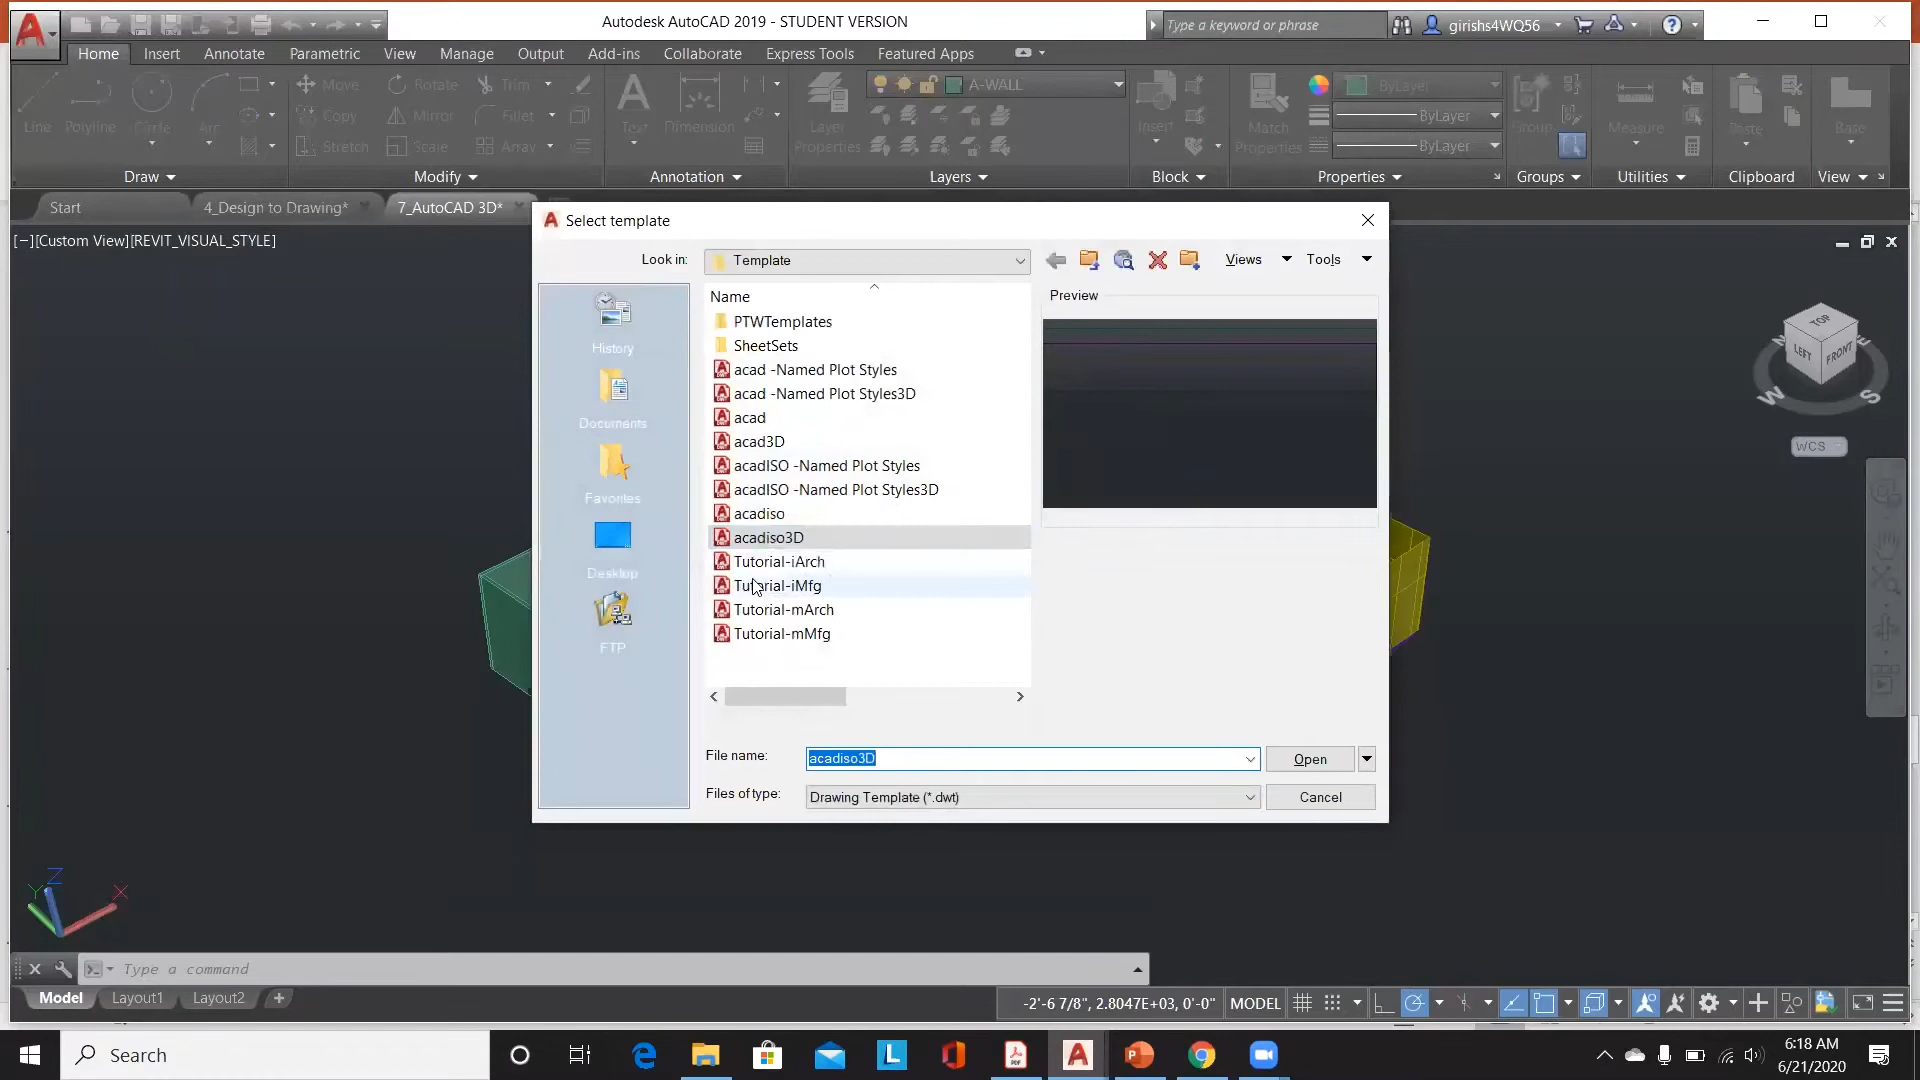 Autodesk AutoCAD 2019 - STUDENT VERSION
Type a keyword or phrase
girishs4WQ56
Home Insert Annotate Parametric View Manage Output Add-ins Collaborate Express Tools Featured Apps
Line Polyline Circle Arc
Move Rotate Trim
Copy Mirror Fillet
Stretch Scale Array
Text Dimension
Layer Properties
A-WALL
Insert
Match Properties
ByLayer
ByLayer
ByLayer
Group
Measure
Paste
Base
Draw Modify Annotation Layers Block Properties Groups Utilities Clipboard View
Start 4_Design to Drawing* 7_AutoCAD 3D*
[−][Custom View][REVIT_VISUAL_STYLE]
Select template
Look in: Template
Views Tools
Name
PTWTemplates
SheetSets
acad -Named Plot Styles
acad -Named Plot Styles3D
acad
acad3D
acadISO -Named Plot Styles
acadISO -Named Plot Styles3D
acadiso
acadiso3D
Tutorial-iArch
Tutorial-iMfg
Tutorial-mArch
Tutorial-mMfg
History
Documents
Favorites
Desktop
FTP
Preview
File name: acadiso3D
Open
Files of type: Drawing Template (*.dwt)
Cancel
TOP
LEFT
FRONT
N
W
S
WCS
Z
Y
X
Type a command
Model Layout1 Layout2
-2'-6 7/8", 2.8047E+03, 0'-0" MODEL
Search
6:18 AM
6/21/2020